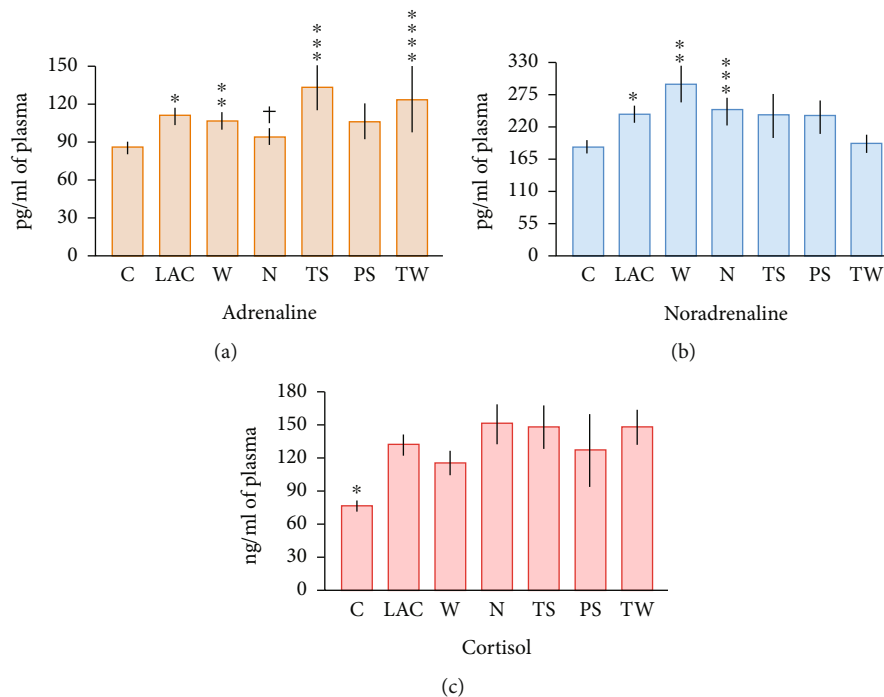 pg/ml of plasma
150
120
90
60
30
0
*
**
†
***
****
C LAC W N TS PS TW
Adrenaline
(a)
pg/ml of plasma
330
275
220
165
110
55
0
*
**
***
C LAC W N TS PS TW
Noradrenaline
(b)
ng/ml of plasma
180
150
120
90
60
30
0
*
C LAC W N TS PS TW
Cortisol
(c)